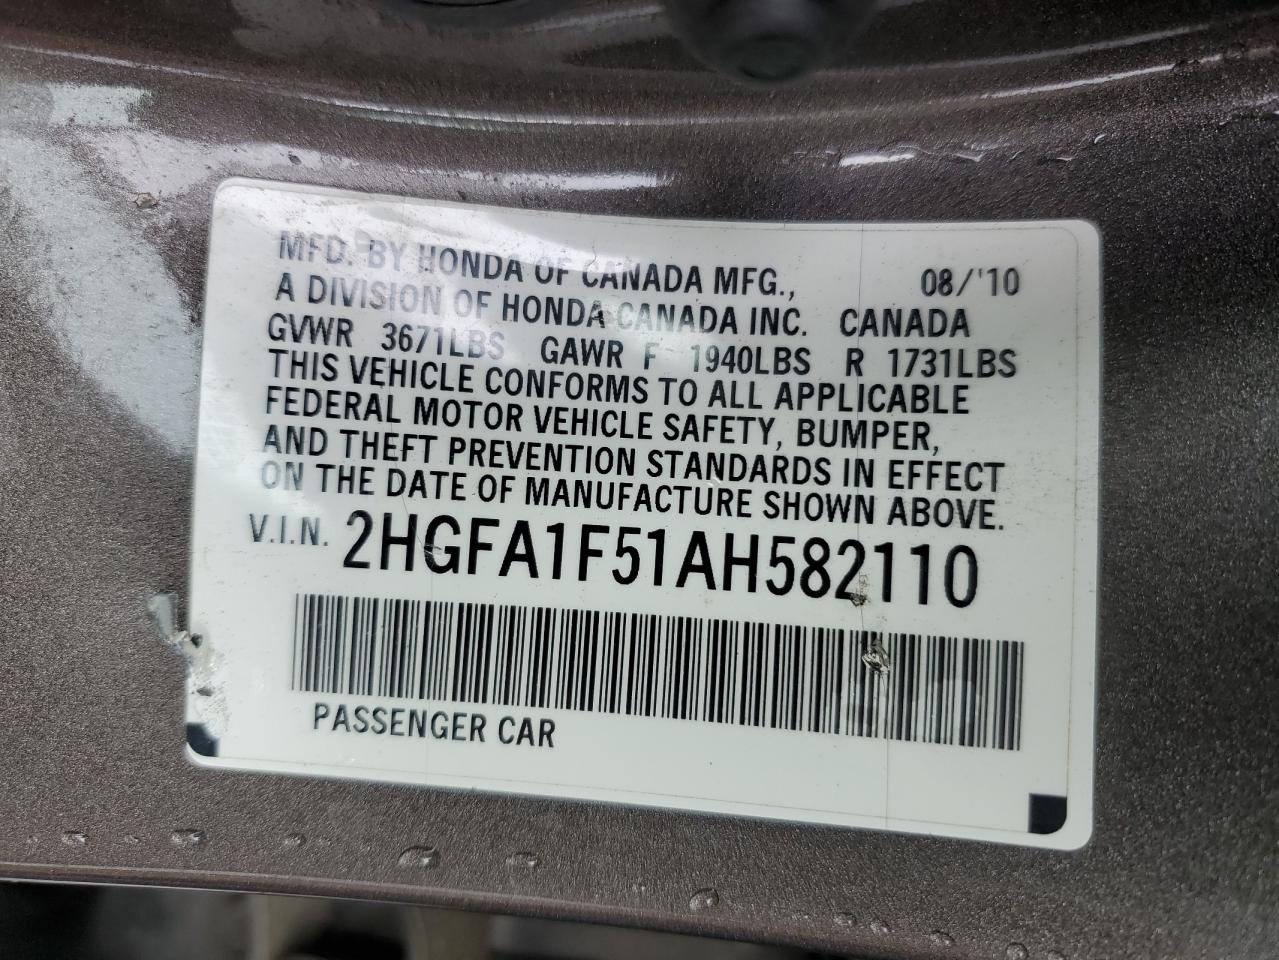 MFD. BY HONDA OF CANADA MFG., 08/'10
A DIVISION OF HONDA CANADA INC. CANADA
GVWR 3671LBS GAWR F 1940LBS R 1731LBS
THIS VEHICLE CONFORMS TO ALL APPLICABLE
FEDERAL MOTOR VEHICLE SAFETY, BUMPER,
AND THEFT PREVENTION STANDARDS IN EFFECT
ON THE DATE OF MANUFACTURE SHOWN ABOVE.
V.I.N. 2HGFA1F51AH582110
PASSENGER CAR